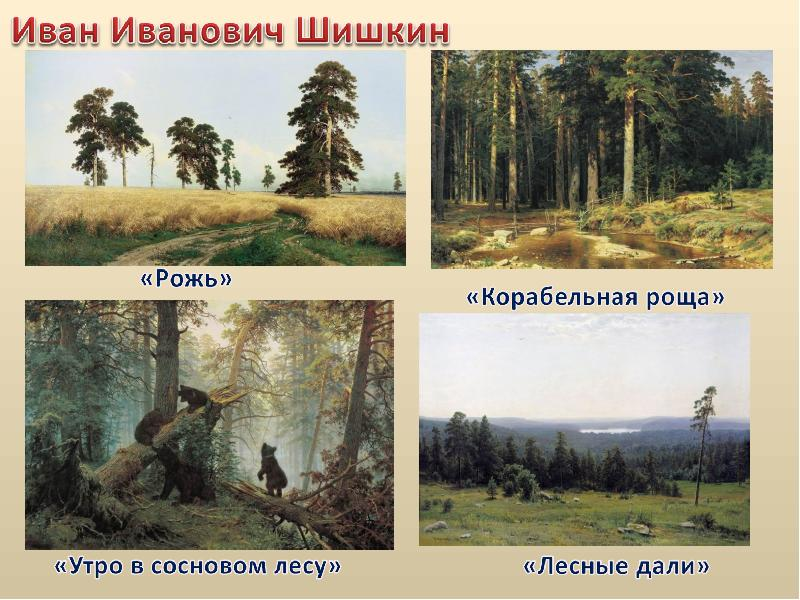 Иван Иванович Шишкин
«Рожь»
«Корабельная роща»
«Утро в сосновом лесу»
«Лесные дали»